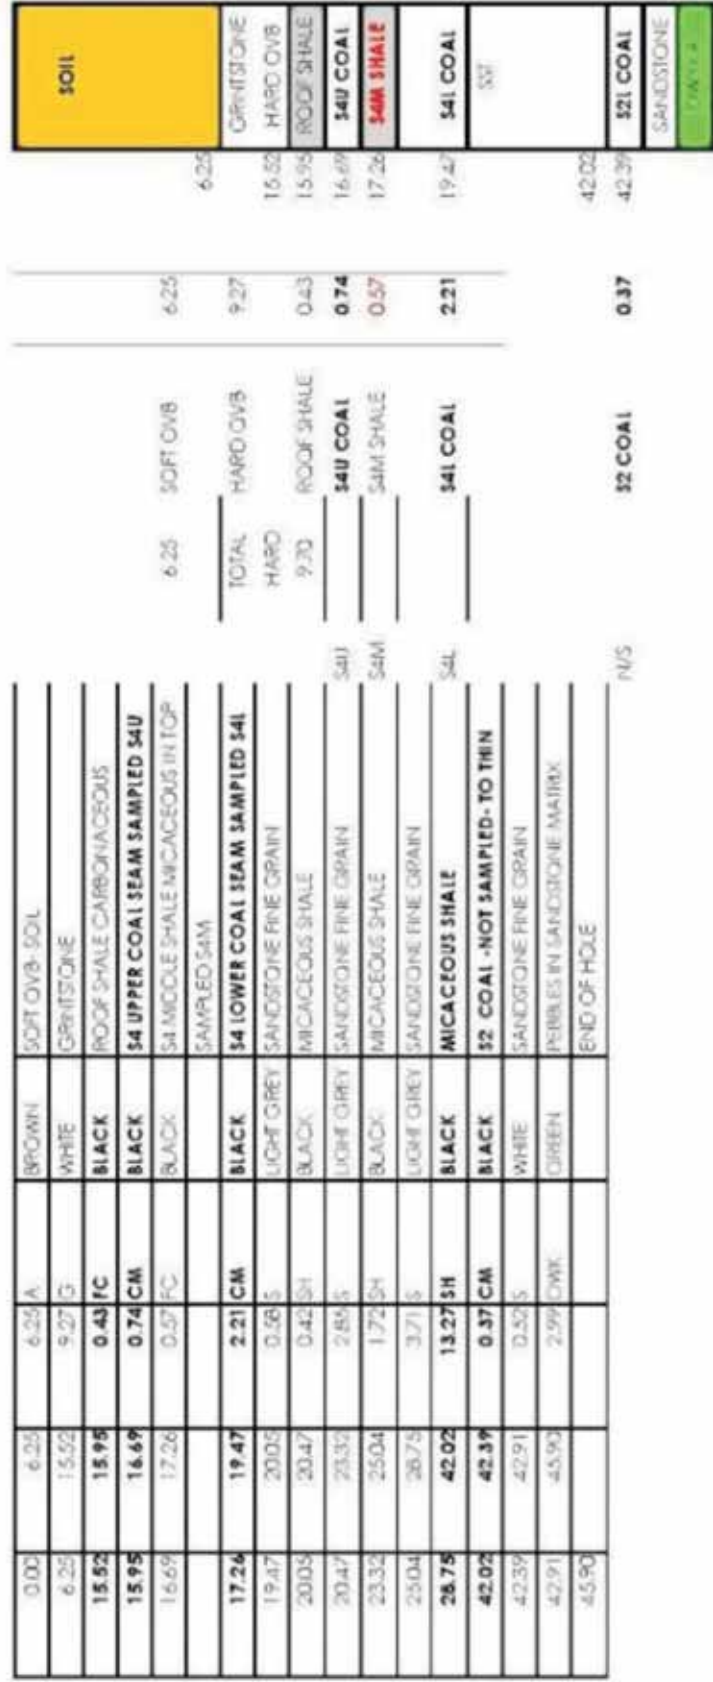 0.00 6.25 6.25 A BROWN SOFT OVB- SOIL
SOIL
6.25 15.52 9.27 G WHITE GRINTSTONE
15.52 15.95 0.43 FC BLACK ROOF SHALE CARBONACEOUS
15.95 16.69 0.74 CM BLACK S4 UPPER COAL SEAM SAMPLED S4U
16.69 17.26 0.57 FC BLACK S4 MIDDLE SHALE MICACEOUS IN TOP 6.25 SOFT OVB 6.25
SAMPLED S4M 6.25
17.26 19.47 2.21 CM BLACK S4 LOWER COAL SEAM SAMPLED S4L TOTAL HARD OVB 9.27 GRINTSTONE
19.47 20.05 0.58 S LIGHT GREY SANDSTONE FINE GRAIN HARD 15.52 HARD OVB
20.05 20.47 0.42 SH BLACK MICACEOUS SHALE 9.70 ROOF SHALE 0.43 15.95 ROOF SHALE
20.47 23.32 2.85 S LIGHT GREY SANDSTONE FINE GRAIN S4U S4U COAL 0.74 16.69 S4U COAL
23.32 25.04 1.72 SH BLACK MICACEOUS SHALE S4M S4M SHALE 0.57 17.26 S4M SHALE
25.04 28.75 3.71 S LIGHT GREY SANDSTONE FINE GRAIN
28.75 42.02 13.27 SH BLACK MICACEOUS SHALE S4L S4L COAL 2.21 19.47 S4L COAL
42.02 42.39 0.37 CM BLACK S2 COAL -NOT SAMPLED- TO THIN SST
42.39 42.91 0.52 S WHITE SANDSTONE FINE GRAIN
42.91 45.90 2.99 DWK GREEN PEBBLES IN SANDSTONE MATRIX
45.90 END OF HOLE 42.02
N/S S2 COAL 0.37 42.39 S2L COAL
SANDSTONE